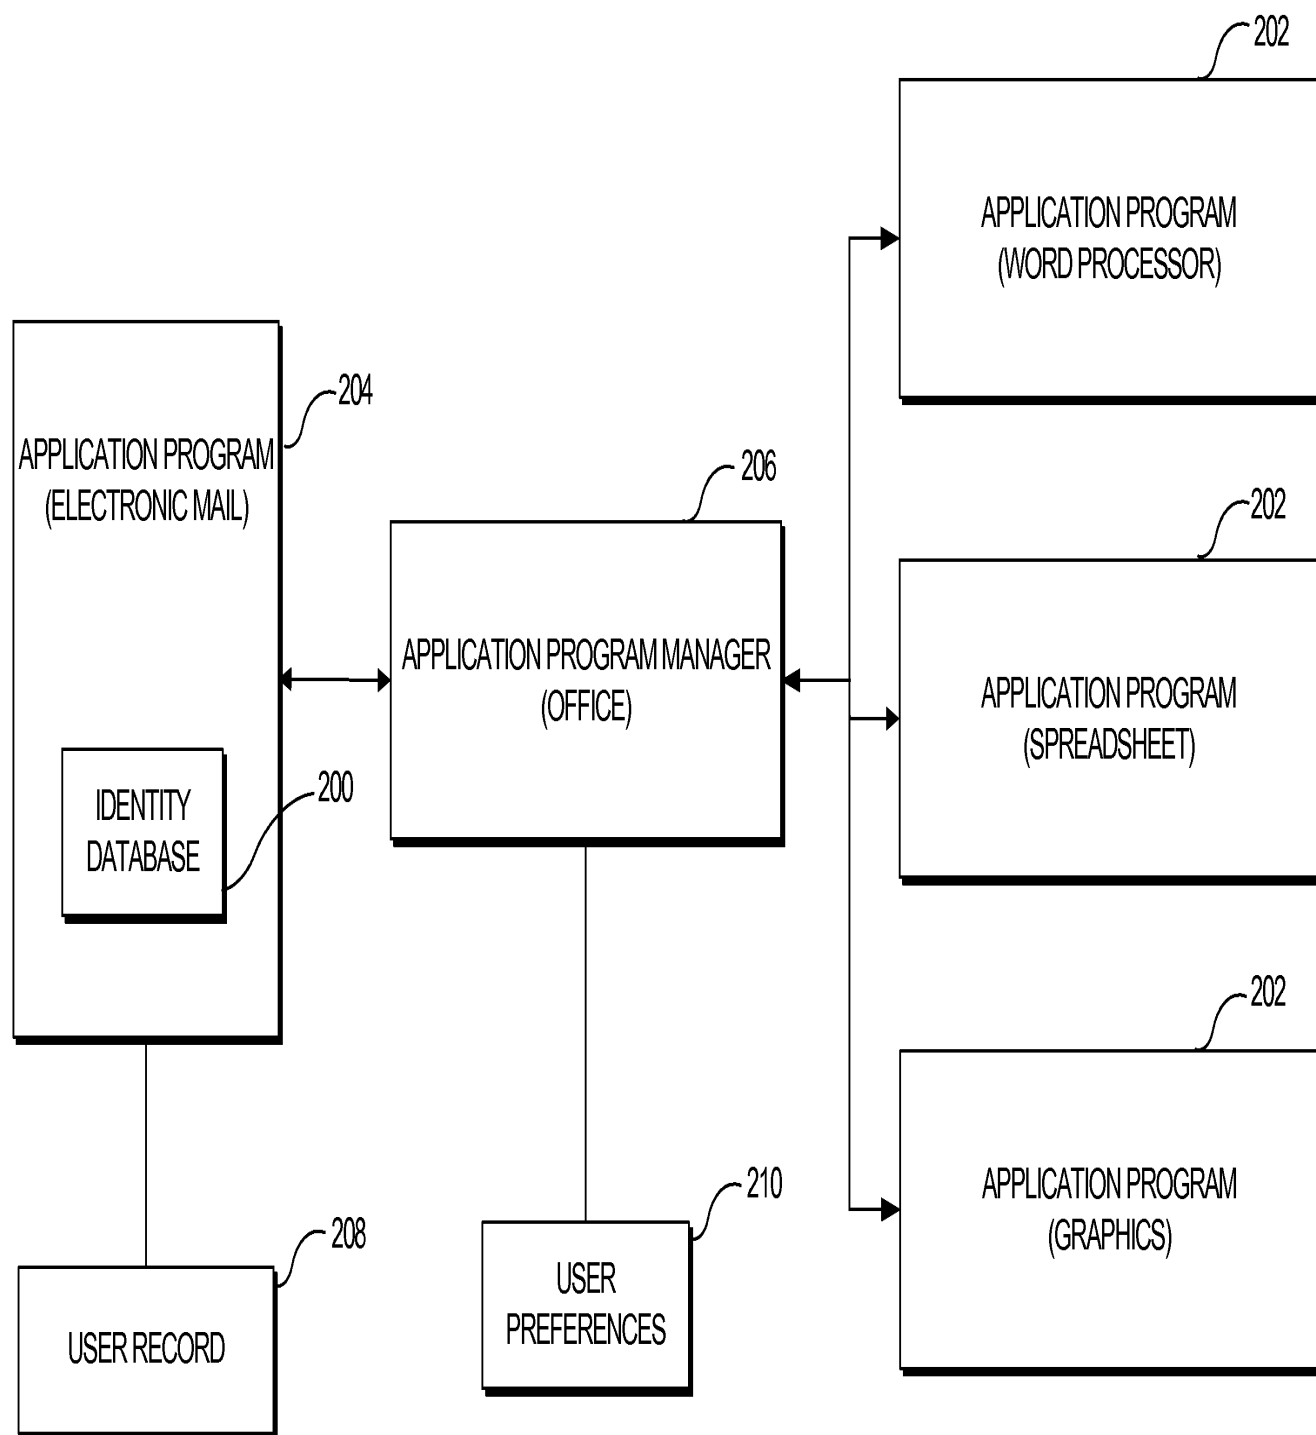 202
APPLICATION PROGRAM
(WORD PROCESSOR)
204
APPLICATION PROGRAM
(ELECTRONIC MAIL)
206
APPLICATION PROGRAM MANAGER
(OFFICE)
202
APPLICATION PROGRAM
(SPREADSHEET)
200
IDENTITY
DATABASE
202
APPLICATION PROGRAM
(GRAPHICS)
210
USER
PREFERENCES
208
USER RECORD